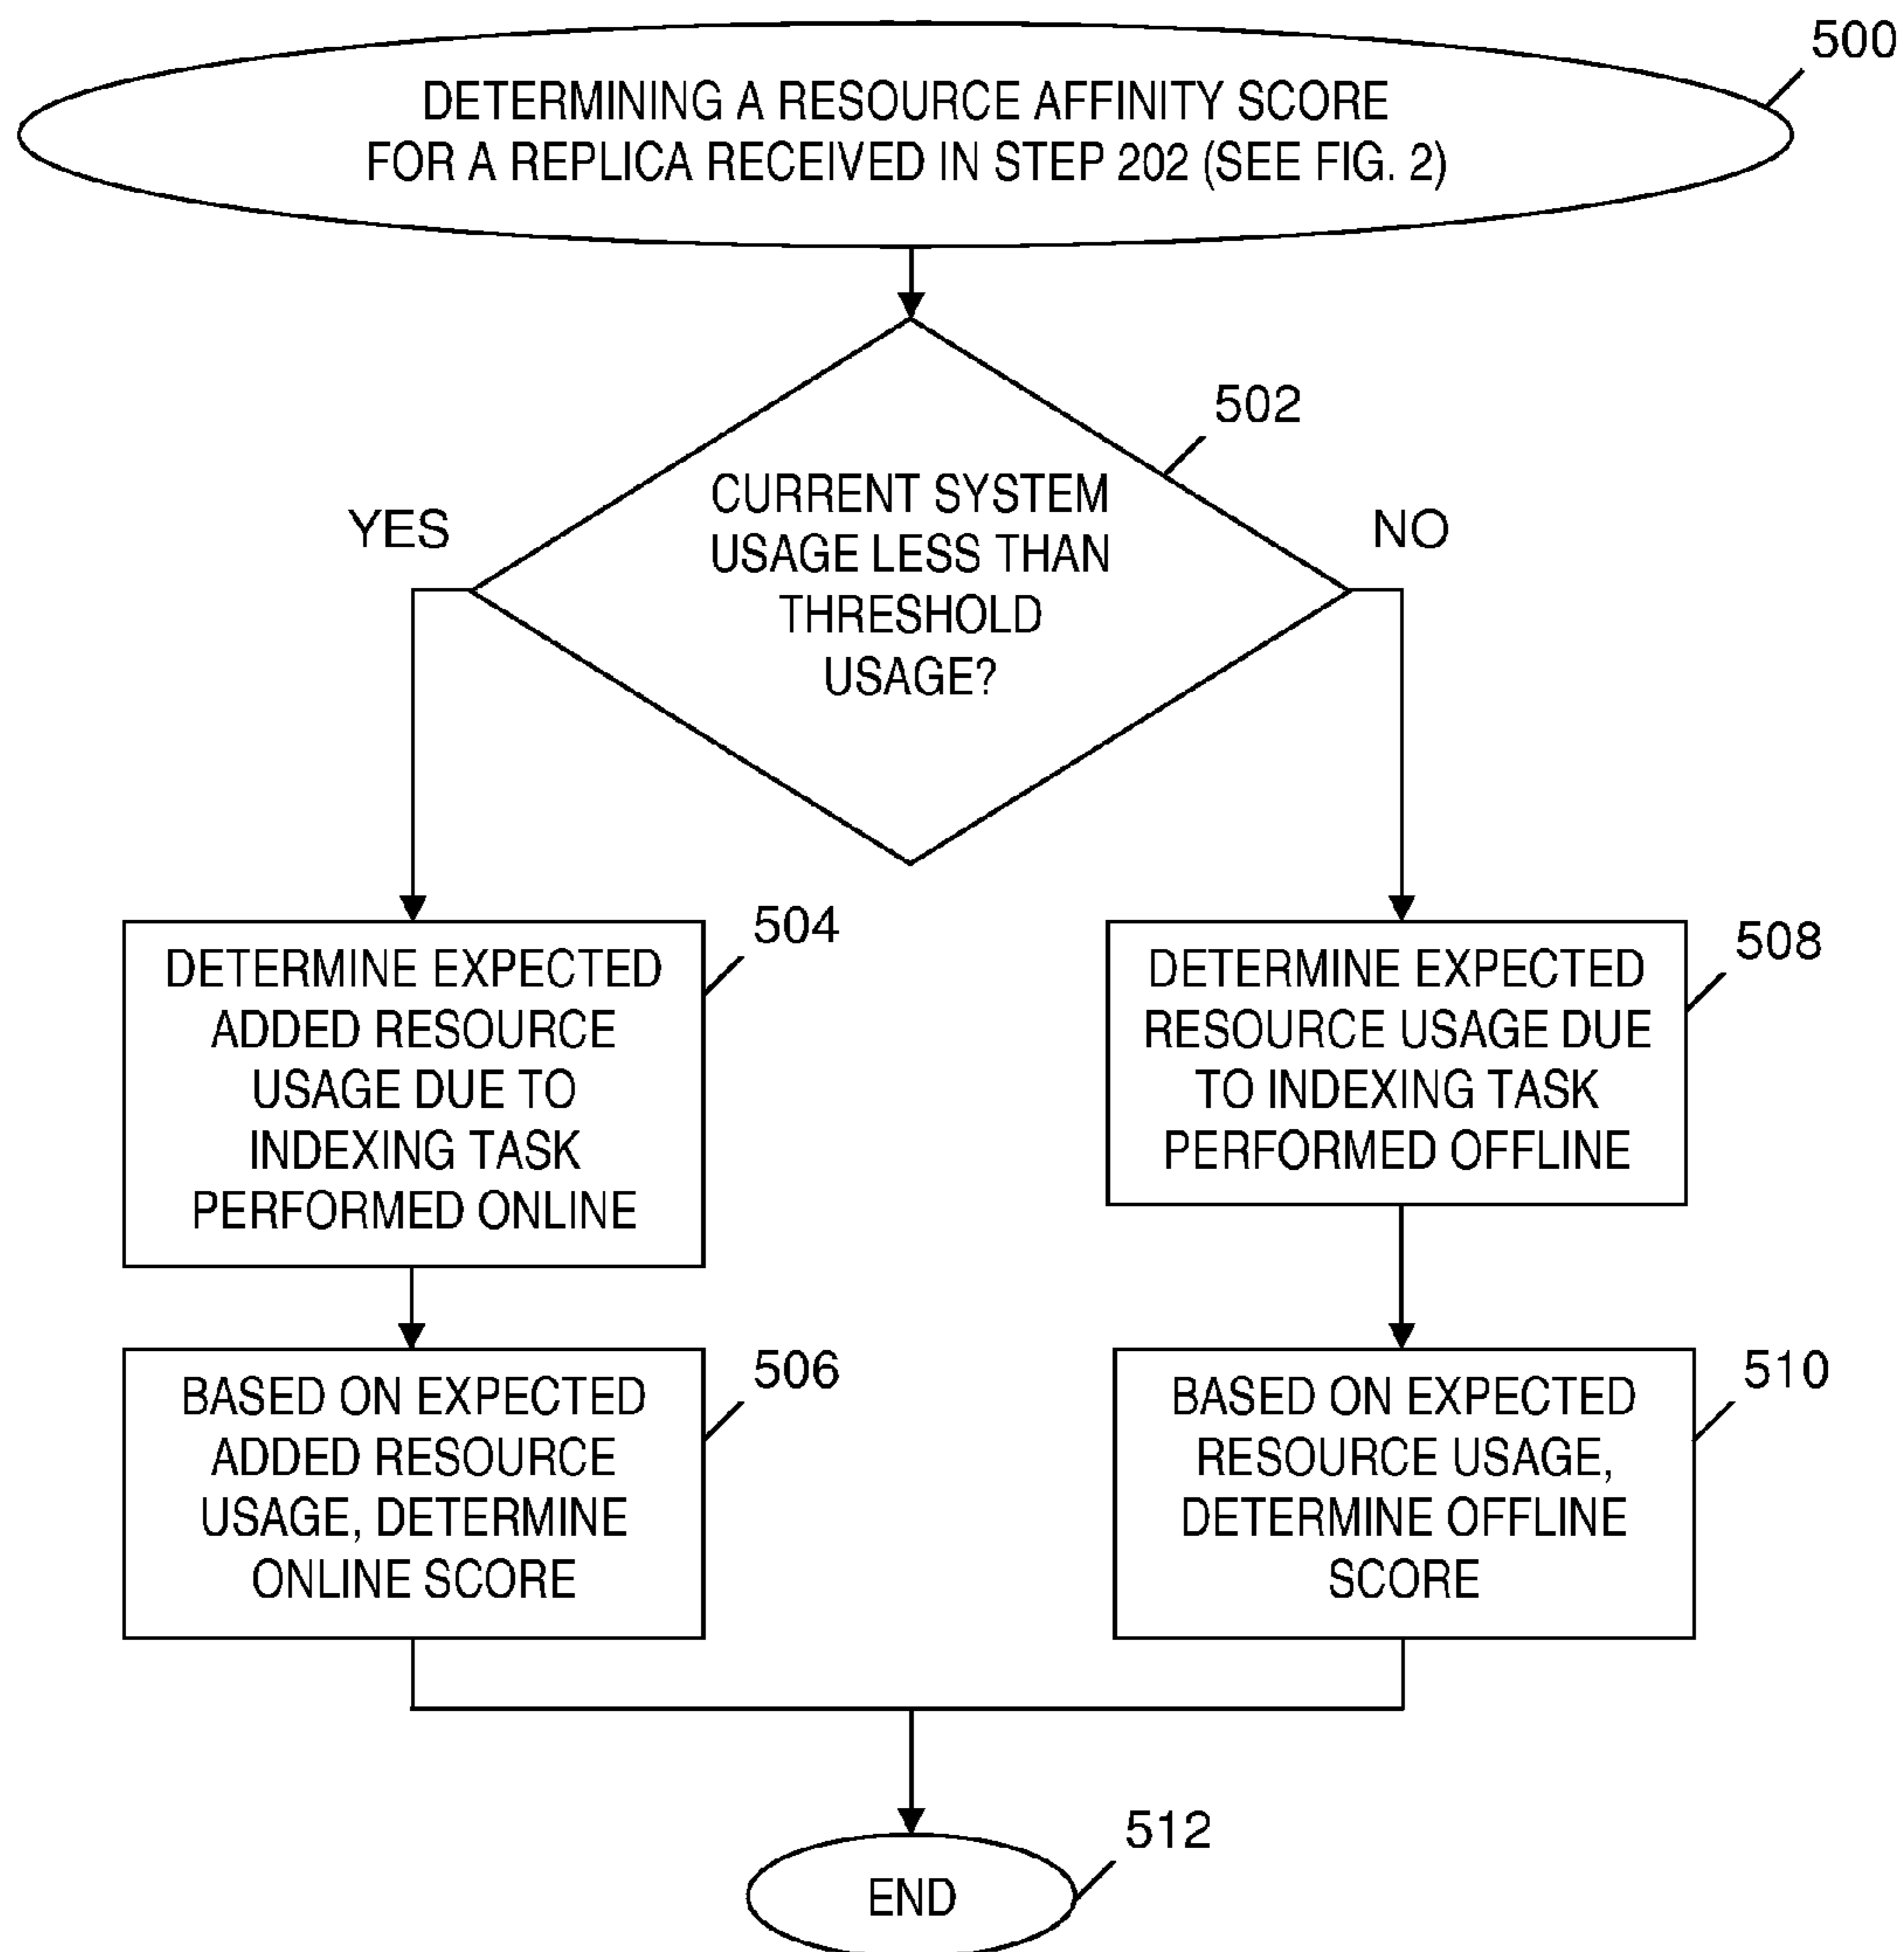 500
DETERMINING A RESOURCE AFFINITY SCORE
FOR A REPLICA RECEIVED IN STEP 202 (SEE FIG. 2)
502
CURRENT SYSTEM
USAGE LESS THAN
THRESHOLD
USAGE?
YES
NO
504
DETERMINE EXPECTED
ADDED RESOURCE
USAGE DUE TO
INDEXING TASK
PERFORMED ONLINE
508
DETERMINE EXPECTED
RESOURCE USAGE DUE
TO INDEXING TASK
PERFORMED OFFLINE
506
BASED ON EXPECTED
ADDED RESOURCE
USAGE, DETERMINE
ONLINE SCORE
510
BASED ON EXPECTED
RESOURCE USAGE,
DETERMINE OFFLINE
SCORE
512
END